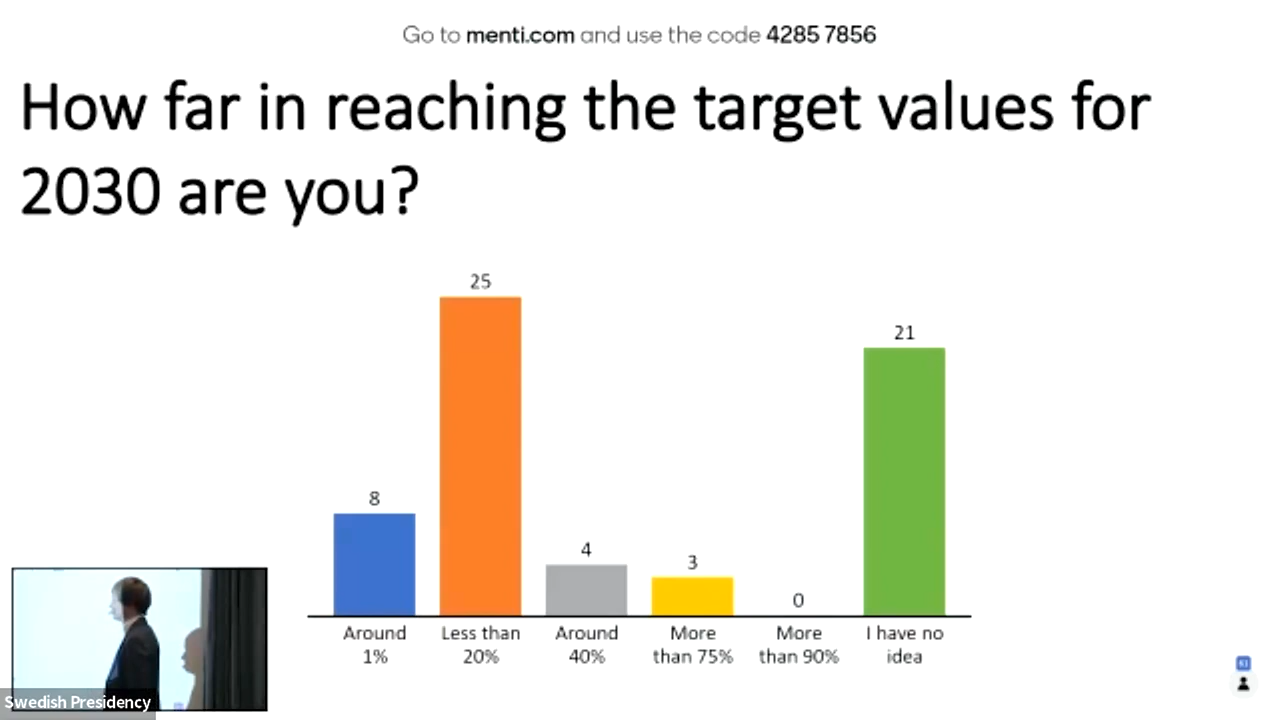 Go to menti.com and use the code 4285 7856
How far in reaching the target values for
2030 are you?
25
21
8
4
3
0
Around
1%
Less than
20%
Around
40%
More
than 75%
More
than 90%
I have no
idea
Swedish Presidency